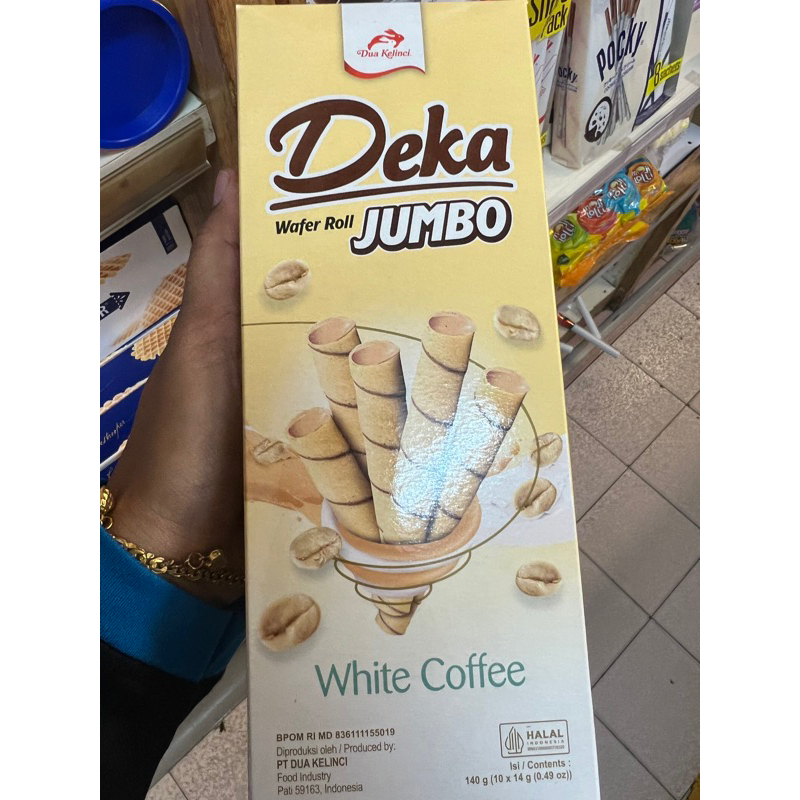 Dua Kelinci
Deka
Wafer Roll JUMBO
White Coffee
BPOM RI MD 836111155019
Diproduksi oleh / Produced by:
PT DUA KELINCI
Food Industry
Pati 59163, Indonesia
HALAL
INDONESIA
Isi / Contents :
140 g (10 x 14 g (0.49 oz))
POCKY